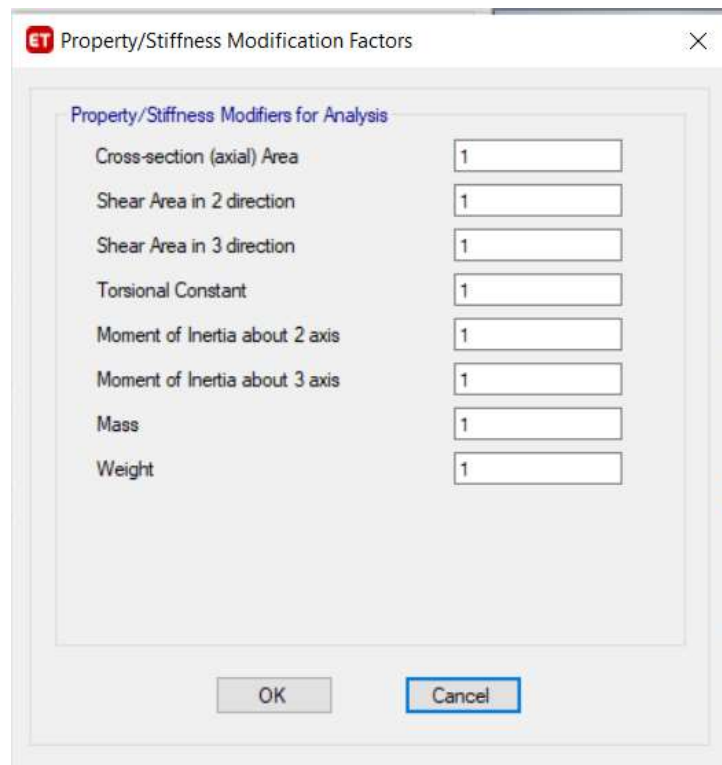 ET Property/Stiffness Modification Factors
Property/Stiffness Modifiers for Analysis
Cross-section (axial) Area 1
Shear Area in 2 direction 1
Shear Area in 3 direction 1
Torsional Constant 1
Moment of Inertia about 2 axis 1
Moment of Inertia about 3 axis 1
Mass 1
Weight 1
OK Cancel